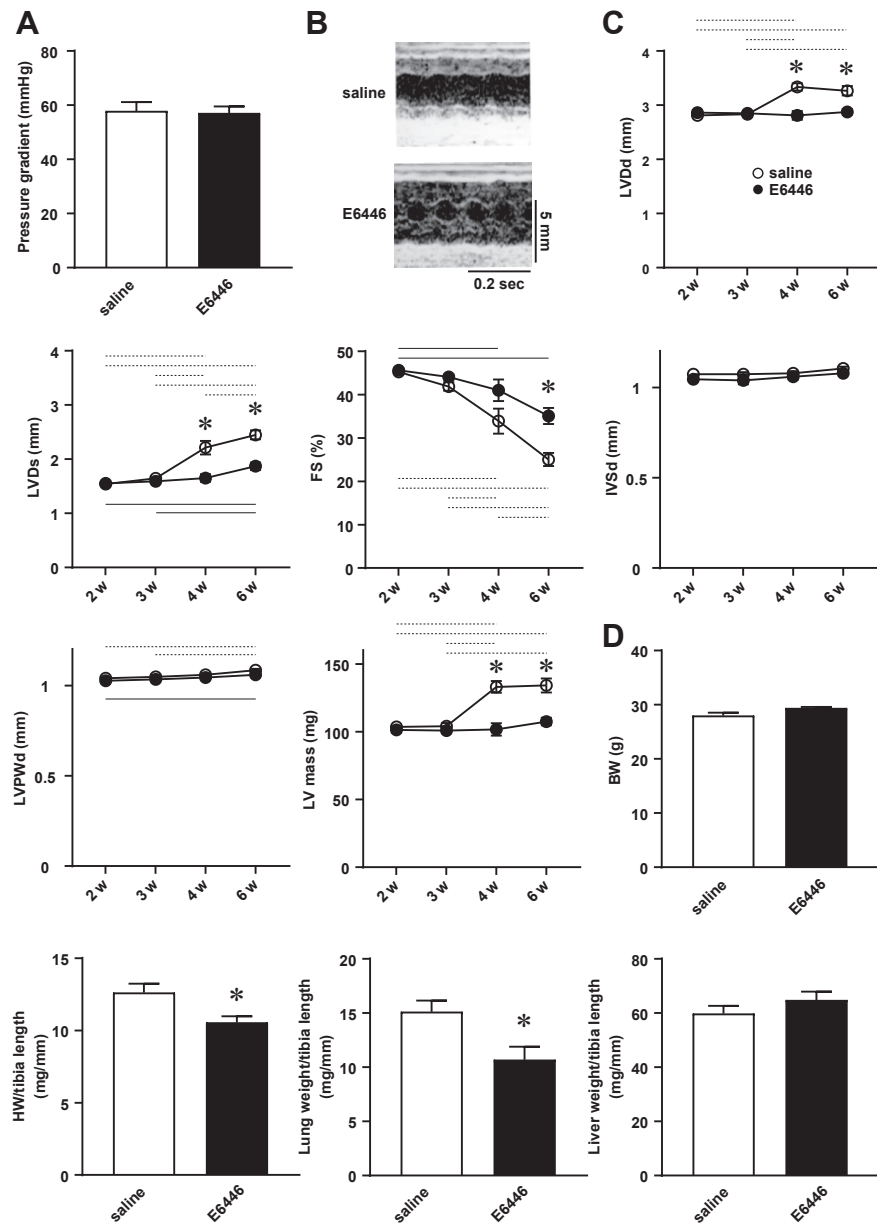 A
Pressure gradient (mmHg)
80
60
40
20
0
saline
E6446
B
saline
E6446
5 mm
0.2 sec
C
LVDd (mm)
4
3
2
1
0
*
*
saline
E6446
2 w
3 w
4 w
6 w
LVDs (mm)
4
3
2
1
0
*
*
2 w
3 w
4 w
6 w
FS (%)
50
40
30
20
10
0
*
2 w
3 w
4 w
6 w
IVSd (mm)
1
0.5
0
2 w
3 w
4 w
6 w
LVPWd (mm)
1
0.5
0
2 w
3 w
4 w
6 w
LV mass (mg)
150
100
50
0
*
*
2 w
3 w
4 w
6 w
D
BW (g)
40
30
20
10
0
saline
E6446
HW/tibia length
(mg/mm)
15
10
5
0
*
saline
E6446
Lung weight/tibia length
(mg/mm)
20
15
10
5
0
*
saline
E6446
Liver weight/tibia length
(mg/mm)
80
60
40
20
0
saline
E6446